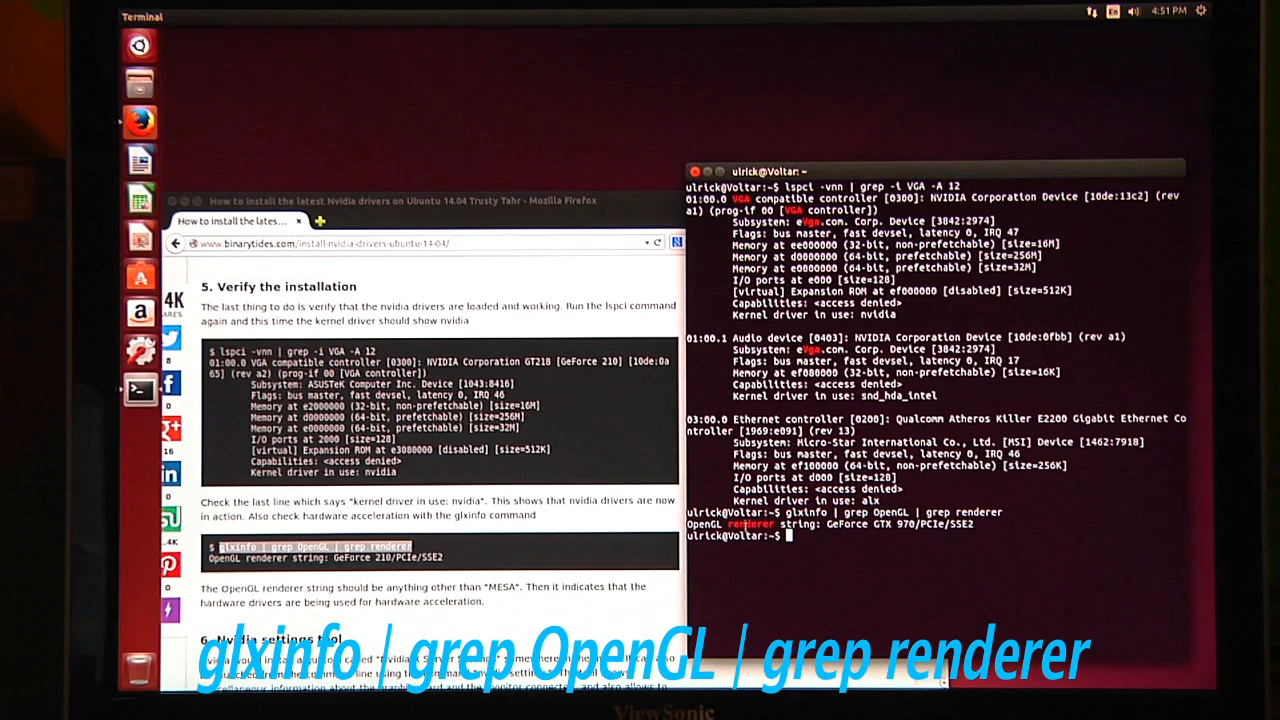 Terminal
En
4:51 PM
How to install the latest Nvidia drivers on Ubuntu 14.04 Trusty Tahr - Mozilla Firefox
How to install the lates...
www.binarytides.com/install-nvidia-drivers-ubuntu-14-04/
4K
ARES
8
0
0
16
0
1.4K
0
5. Verify the installation
The last thing to do is verify that the nvidia drivers are loaded and working. Run the lspci command
again and this time the kernel driver should show nvidia
$ lspci -vnn | grep -i VGA -A 12
01:00.0 VGA compatible controller [0300]: NVIDIA Corporation GT218 [GeForce 210] [10de:0a
65] (rev a2) (prog-if 00 [VGA controller])
Subsystem: ASUSTeK Computer Inc. Device [1043:8416]
Flags: bus master, fast devsel, latency 0, IRQ 46
Memory at e2000000 (32-bit, non-prefetchable) [size=16M]
Memory at d0000000 (64-bit, prefetchable) [size=256M]
Memory at e0000000 (64-bit, prefetchable) [size=32M]
I/O ports at 2000 [size=128]
[virtual] Expansion ROM at e3080000 [disabled] [size=512K]
Capabilities: <access denied>
Kernel driver in use: nvidia
Check the last line which says "kernel driver in use: nvidia". This shows that nvidia drivers are now
in action. Also check hardware acceleration with the glxinfo command
$ glxinfo | grep OpenGL | grep renderer
OpenGL renderer string: GeForce 210/PCIe/SSE2
The OpenGL renderer string should be anything other than "MESA". Then it indicates that the
hardware drivers are being used for hardware acceleration.
6. Nvidia settings tool
ulrick@Voltar: ~
ulrick@Voltar:~$ lspci -vnn | grep -i VGA -A 12
01:00.0 VGA compatible controller [0300]: NVIDIA Corporation Device [10de:13c2] (rev
a1) (prog-if 00 [VGA controller])
Subsystem: eVga.com. Corp. Device [3842:2974]
Flags: bus master, fast devsel, latency 0, IRQ 47
Memory at ee000000 (32-bit, non-prefetchable) [size=16M]
Memory at d0000000 (64-bit, prefetchable) [size=256M]
Memory at e0000000 (64-bit, prefetchable) [size=32M]
I/O ports at e000 [size=128]
[virtual] Expansion ROM at ef000000 [disabled] [size=512K]
Capabilities: <access denied>
Kernel driver in use: nvidia
01:00.1 Audio device [0403]: NVIDIA Corporation Device [10de:0fbb] (rev a1)
Subsystem: eVga.com. Corp. Device [3842:2974]
Flags: bus master, fast devsel, latency 0, IRQ 17
Memory at ef080000 (32-bit, non-prefetchable) [size=16K]
Capabilities: <access denied>
Kernel driver in use: snd_hda_intel
03:00.0 Ethernet controller [0200]: Qualcomm Atheros Killer E2200 Gigabit Ethernet Co
ntroller [1969:e091] (rev 13)
Subsystem: Micro-Star International Co., Ltd. [MSI] Device [1462:7918]
Flags: bus master, fast devsel, latency 0, IRQ 46
Memory at ef100000 (64-bit, non-prefetchable) [size=256K]
I/O ports at d000 [size=128]
Capabilities: <access denied>
Kernel driver in use: alx
ulrick@Voltar:~$ glxinfo | grep OpenGL | grep renderer
OpenGL renderer string: GeForce GTX 970/PCIe/SSE2
ulrick@Voltar:~$
glxinfo | grep OpenGL | grep renderer
ViewSonic